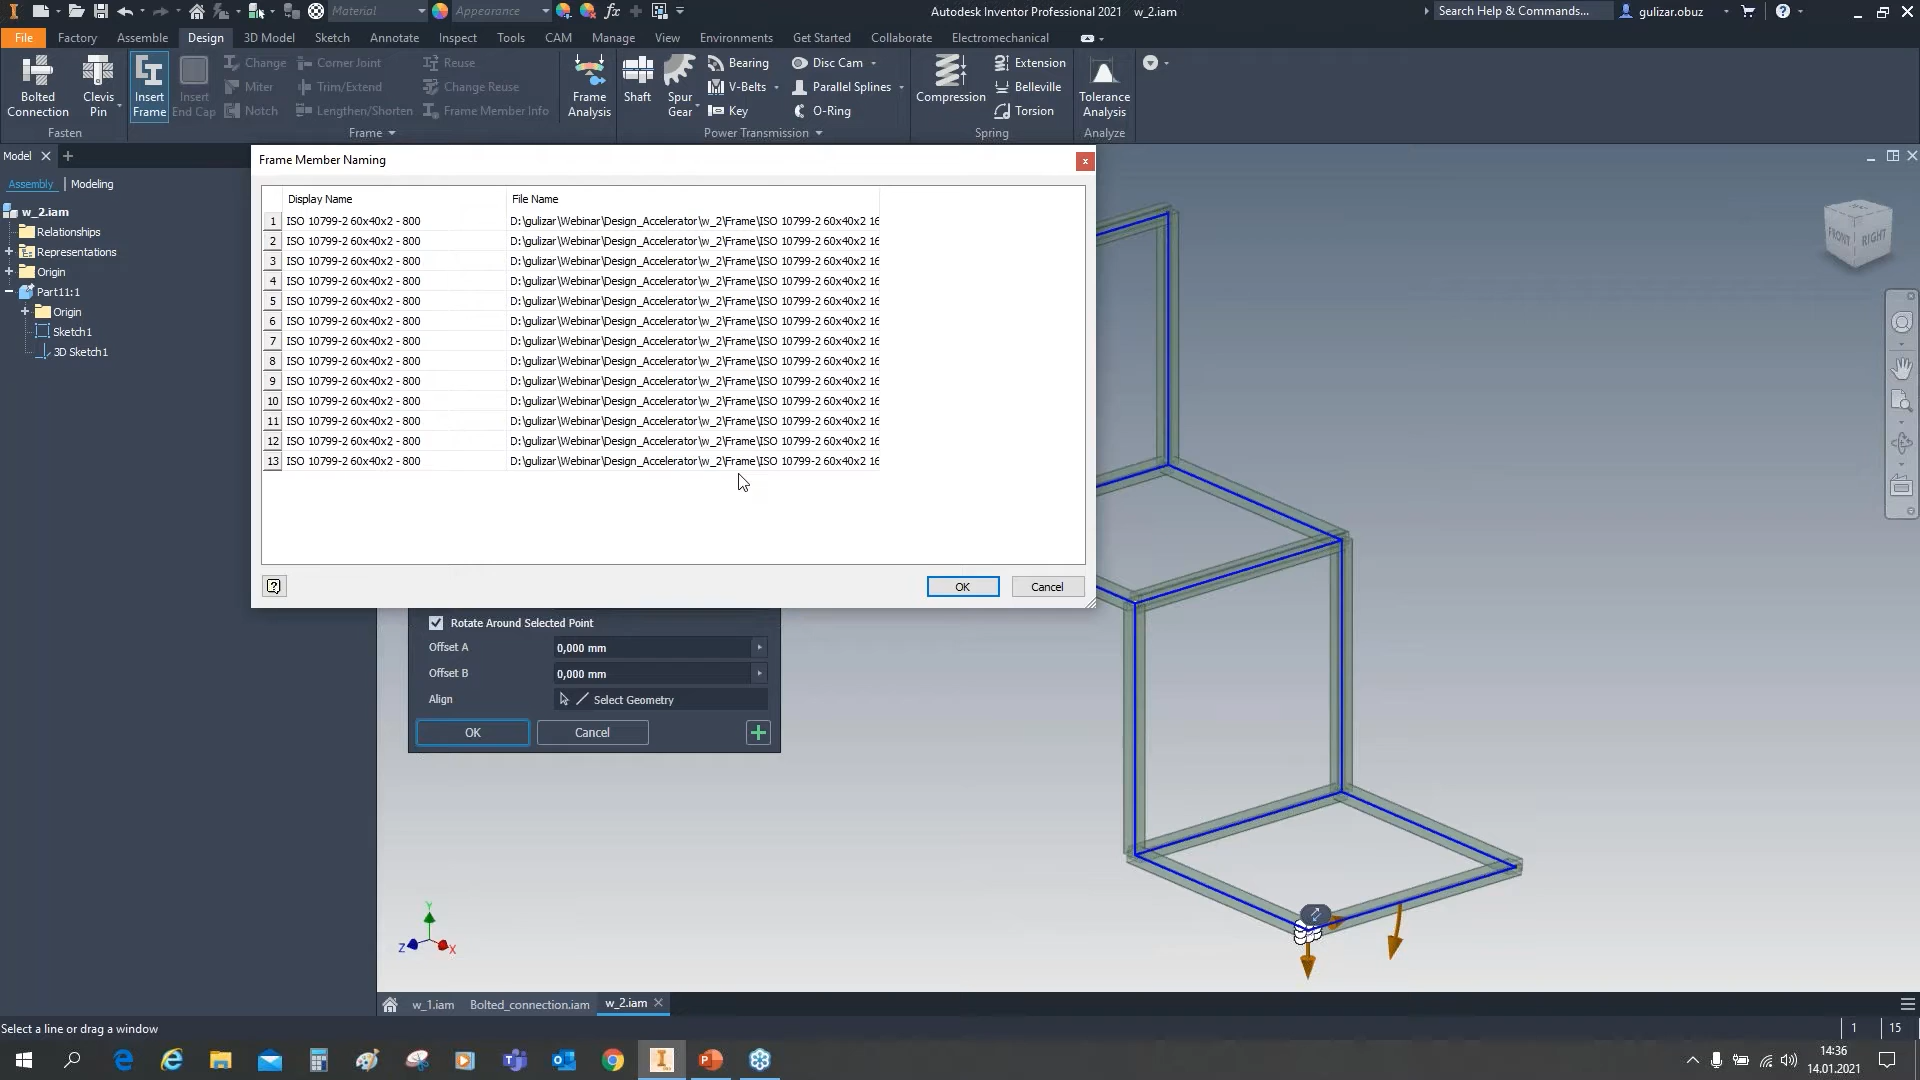 Material
Appearance
Autodesk Inventor Professional 2021 w_2.iam
Search Help & Commands...
gulizar.obuz
File Factory Assemble Design 3D Model Sketch Annotate Inspect Tools CAM Manage View Environments Get Started Collaborate Electromechanical
Bolted Connection
Clevis Pin
Fasten
Insert Frame
Insert End Cap
Change
Miter
Notch
Corner Joint
Trim/Extend
Lengthen/Shorten
Reuse
Change Reuse
Frame Member Info
Frame
Frame Analysis
Shaft
Spur Gear
Bearing
V-Belts
Key
Disc Cam
Parallel Splines
O-Ring
Power Transmission
Compression
Extension
Belleville
Torsion
Spring
Tolerance Analysis
Analyze
Model
Assembly | Modeling
w_2.iam
Relationships
Representations
Origin
Part11:1
Origin
Sketch1
3D Sketch1
Frame Member Naming
Display Name File Name
1 ISO 10799-2 60x40x2 - 800 D:\gulizar\Webinar\Design_Accelerator\w_2\Frame\ISO 10799-2 60x40x2 16
2 ISO 10799-2 60x40x2 - 800 D:\gulizar\Webinar\Design_Accelerator\w_2\Frame\ISO 10799-2 60x40x2 16
3 ISO 10799-2 60x40x2 - 800 D:\gulizar\Webinar\Design_Accelerator\w_2\Frame\ISO 10799-2 60x40x2 16
4 ISO 10799-2 60x40x2 - 800 D:\gulizar\Webinar\Design_Accelerator\w_2\Frame\ISO 10799-2 60x40x2 16
5 ISO 10799-2 60x40x2 - 800 D:\gulizar\Webinar\Design_Accelerator\w_2\Frame\ISO 10799-2 60x40x2 16
6 ISO 10799-2 60x40x2 - 800 D:\gulizar\Webinar\Design_Accelerator\w_2\Frame\ISO 10799-2 60x40x2 16
7 ISO 10799-2 60x40x2 - 800 D:\gulizar\Webinar\Design_Accelerator\w_2\Frame\ISO 10799-2 60x40x2 16
8 ISO 10799-2 60x40x2 - 800 D:\gulizar\Webinar\Design_Accelerator\w_2\Frame\ISO 10799-2 60x40x2 16
9 ISO 10799-2 60x40x2 - 800 D:\gulizar\Webinar\Design_Accelerator\w_2\Frame\ISO 10799-2 60x40x2 16
10 ISO 10799-2 60x40x2 - 800 D:\gulizar\Webinar\Design_Accelerator\w_2\Frame\ISO 10799-2 60x40x2 16
11 ISO 10799-2 60x40x2 - 800 D:\gulizar\Webinar\Design_Accelerator\w_2\Frame\ISO 10799-2 60x40x2 16
12 ISO 10799-2 60x40x2 - 800 D:\gulizar\Webinar\Design_Accelerator\w_2\Frame\ISO 10799-2 60x40x2 16
13 ISO 10799-2 60x40x2 - 800 D:\gulizar\Webinar\Design_Accelerator\w_2\Frame\ISO 10799-2 60x40x2 16
OK Cancel
Rotate Around Selected Point
Offset A 0,000 mm
Offset B 0,000 mm
Align Select Geometry
OK Cancel
FRONT RIGHT
Y
Z X
w_1.iam Bolted_connection.iam w_2.iam
Select a line or drag a window
1 15
14:36
14.01.2021